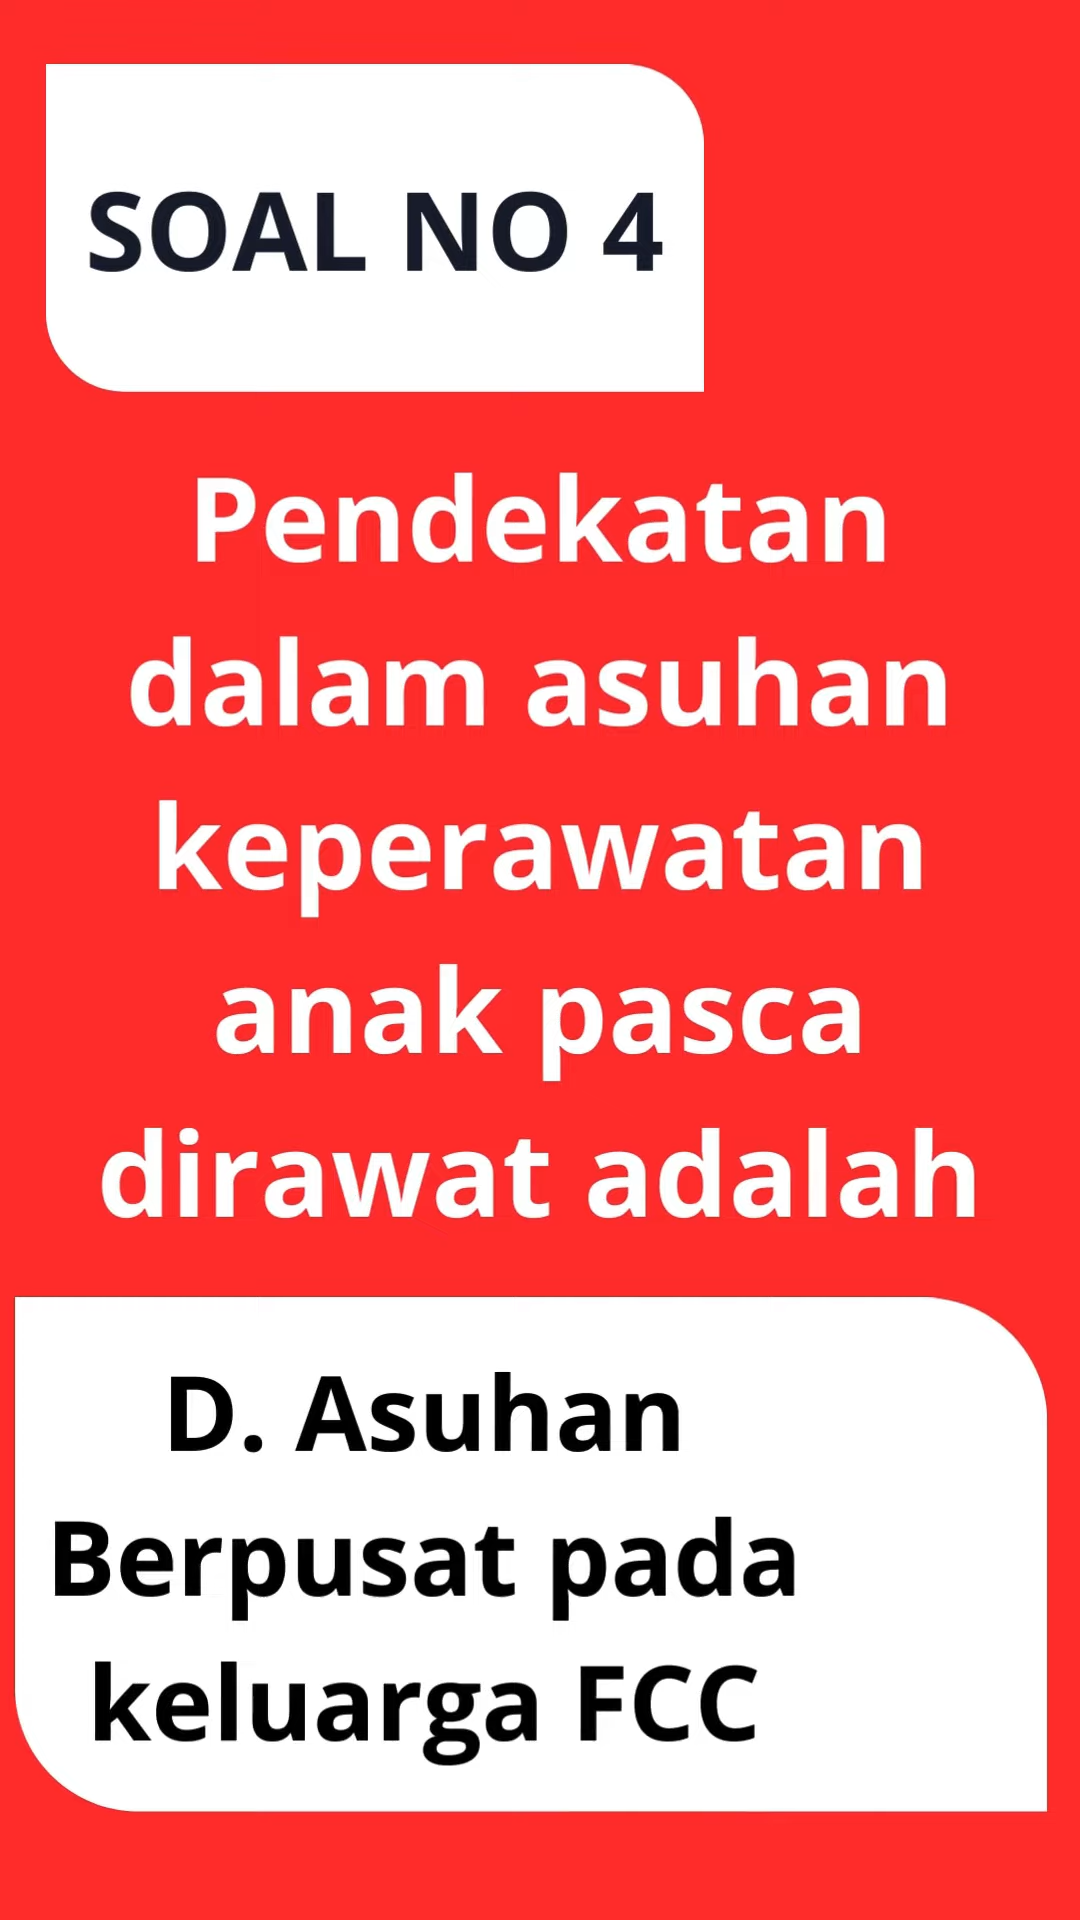 SOAL NO 4
Pendekatan
dalam asuhan
keperawatan
anak pasca
dirawat adalah
D. Asuhan
Berpusat pada
keluarga FCC